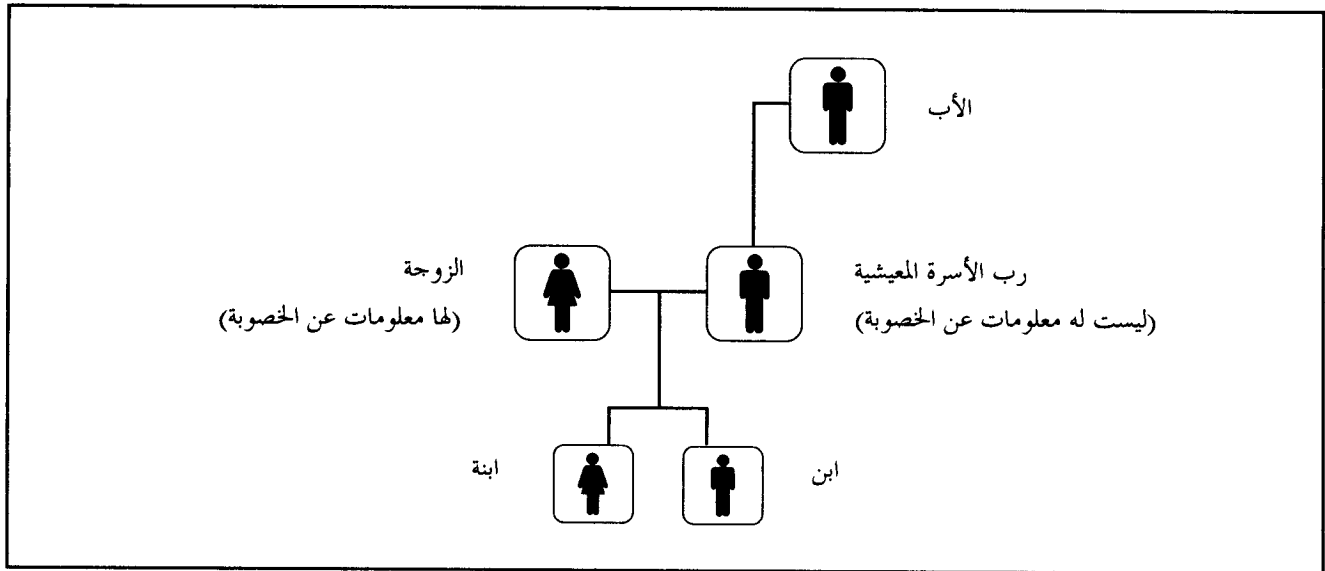 الأب
رب الأسرة المعيشية
(ليست له معلومات عن الخصوبة)
الزوجة
(لها معلومات عن الخصوبة)
ابن
ابنة